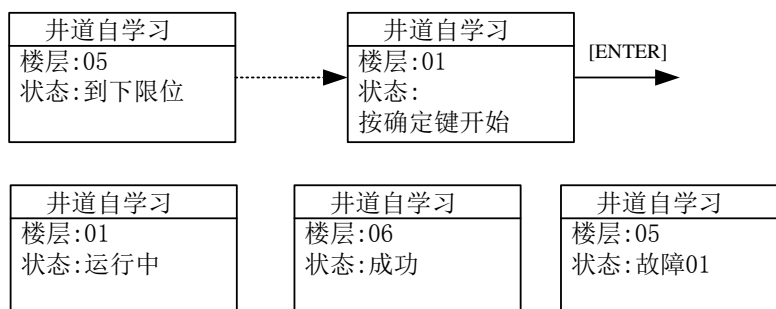 井道自学习
楼层:05
状态:到下限位
井道自学习
楼层:01
状态:
按确定键开始
[ENTER]
井道自学习
楼层:01
状态:运行中
井道自学习
楼层:06
状态:成功
井道自学习
楼层:05
状态:故障01